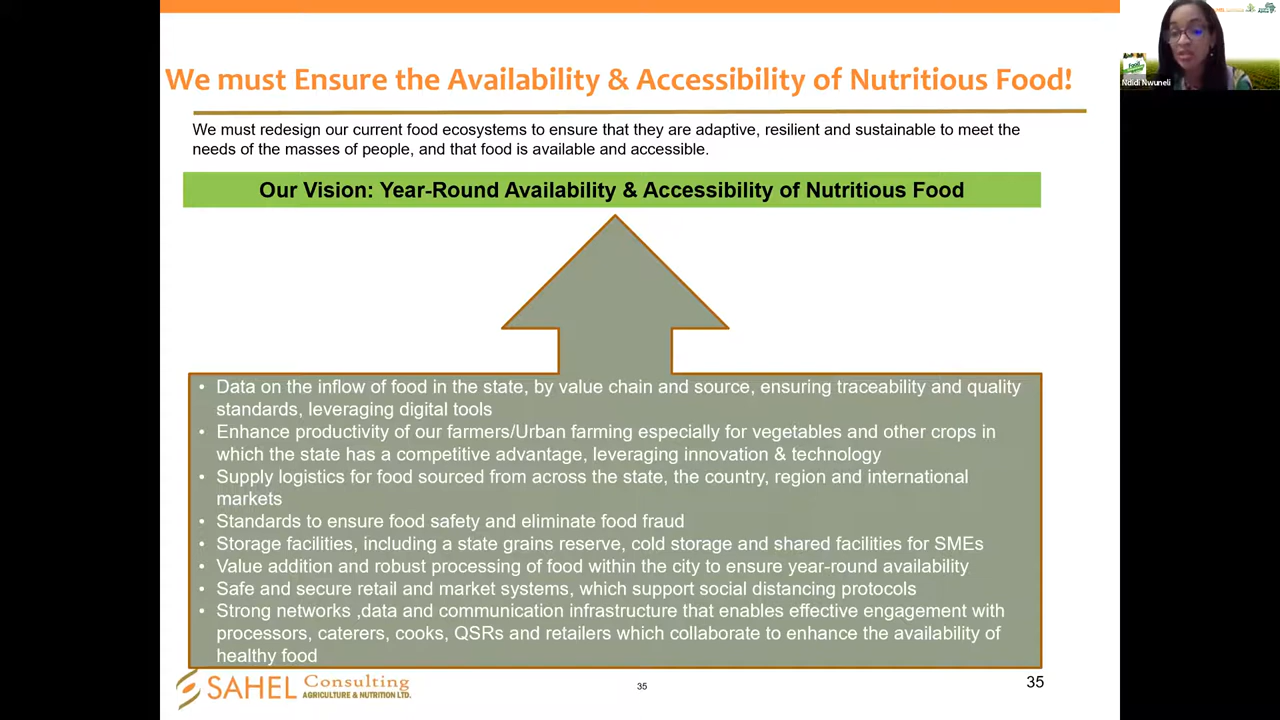 We must Ensure the Availability & Accessibility of Nutritious Food!
We must redesign our current food ecosystems to ensure that they are adaptive, resilient and sustainable to meet the
needs of the masses of people, and that food is available and accessible.
Our Vision: Year-Round Availability & Accessibility of Nutritious Food
• Data on the inflow of food in the state, by value chain and source, ensuring traceability and quality
standards, leveraging digital tools
• Enhance productivity of our farmers/Urban farming especially for vegetables and other crops in
which the state has a competitive advantage, leveraging innovation & technology
• Supply logistics for food sourced from across the state, the country, region and international
markets
• Standards to ensure food safety and eliminate food fraud
• Storage facilities, including a state grains reserve, cold storage and shared facilities for SMEs
• Value addition and robust processing of food within the city to ensure year-round availability
• Safe and secure retail and market systems, which support social distancing protocols
• Strong networks ,data and communication infrastructure that enables effective engagement with
processors, caterers, cooks, QSRs and retailers which collaborate to enhance the availability of
healthy food
SAHEL Consulting
AGRICULTURE & NUTRITION LTD.
35
35
Ndidi Nwuneli